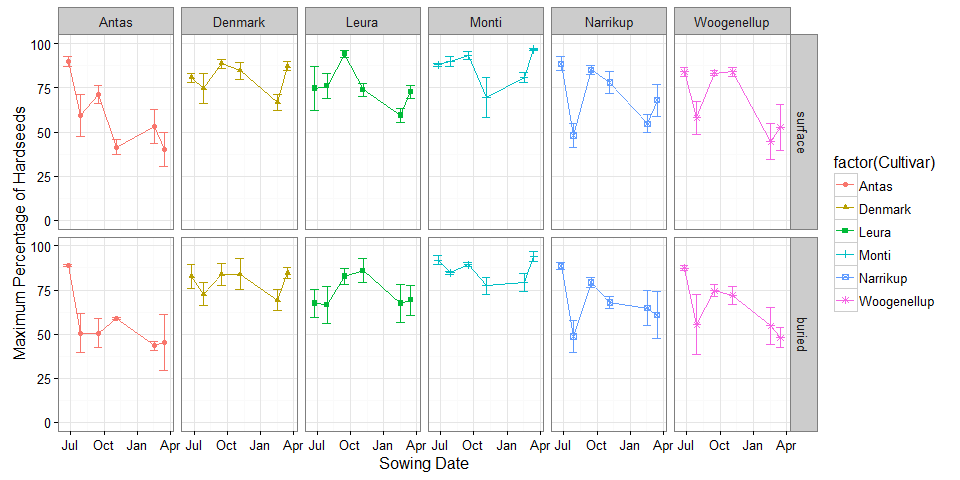 Antas Denmark Leura Monti Narrikup Woogenellup
Maximum Percentage of Hardseeds
100
75
50
25
0
surface
100
75
50
25
0
buried
Jul Oct Jan Apr Jul Oct Jan Apr Jul Oct Jan Apr Jul Oct Jan Apr Jul Oct Jan Apr Jul Oct Jan Apr
Sowing Date
factor(Cultivar)
Antas
Denmark
Leura
Monti
Narrikup
Woogenellup